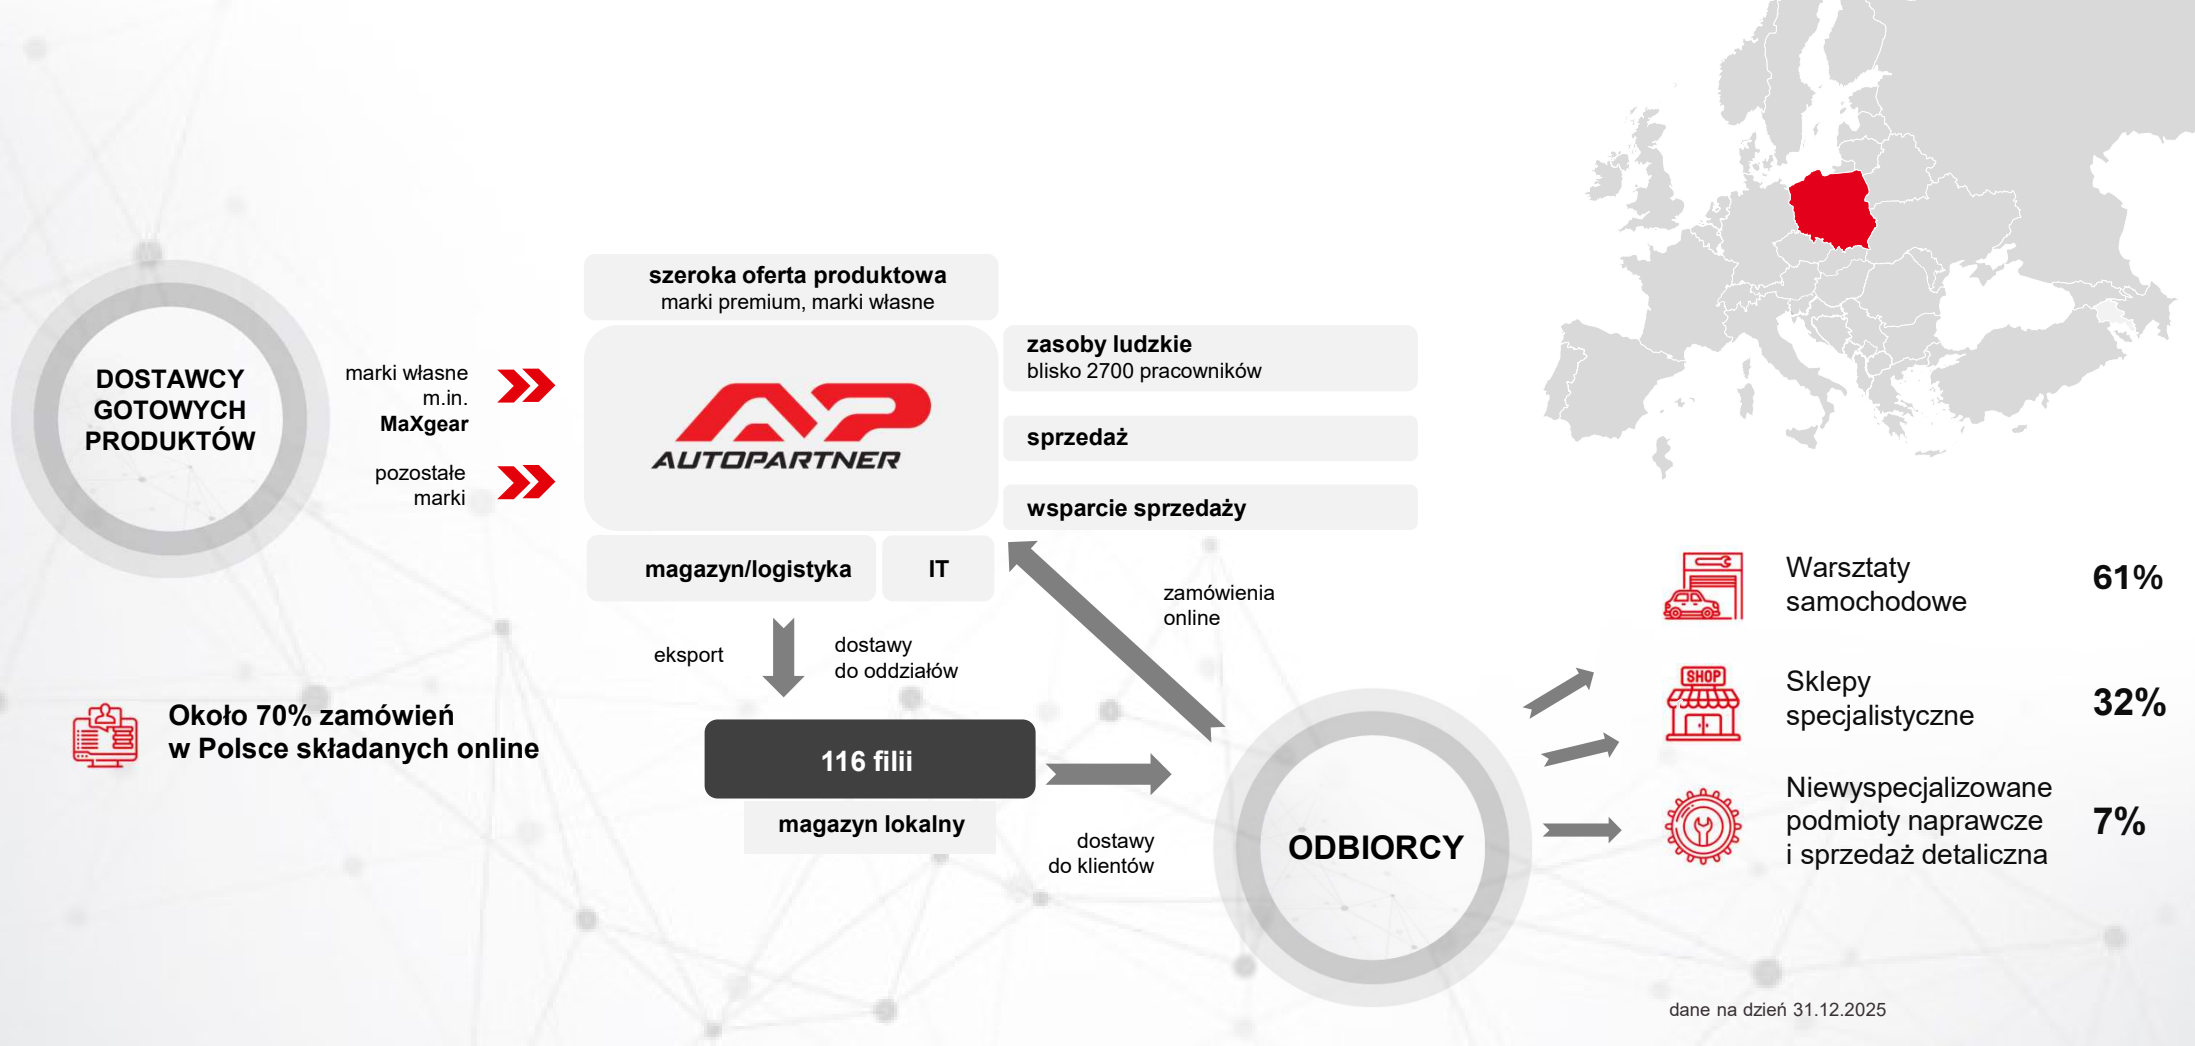 DOSTAWCY
GOTOWYCH
PRODUKTÓW
marki własne
m.in.
MaXgear
pozostałe
marki
szeroka oferta produktowa
marki premium, marki własne
AUTOPARTNER
zasoby ludzkie
blisko 2700 pracowników
sprzedaż
wsparcie sprzedaży
magazyn/logistyka
IT
eksport
dostawy
do oddziałów
zamówienia
online
Około 70% zamówień
w Polsce składanych online
116 filii
magazyn lokalny
dostawy
do klientów
ODBIORCY
Warsztaty
samochodowe
61%
SHOP
Sklepy
specjalistyczne
32%
Niewyspecjalizowane
podmioty naprawcze
i sprzedaż detaliczna
7%
dane na dzień 31.12.2025